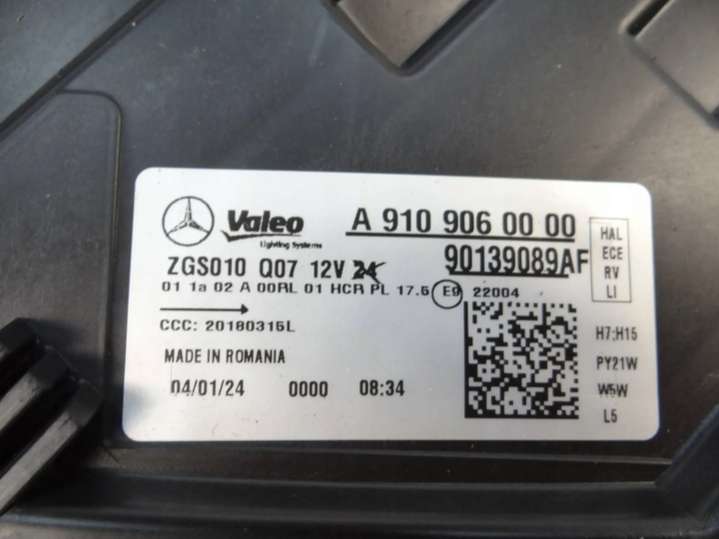 Valeo
Lighting Systems
A 910 906 00 00
ZGS010 Q07 12V 24
90139089AF
HAL
ECE
RV
LI
01 1a 02 A 00RL 01 HCR PL 17.5 E9 22004
CCC: 20180315L
H7;H15
MADE IN ROMANIA
PY21W
04/01/24 0000 08:34
W5W
L5